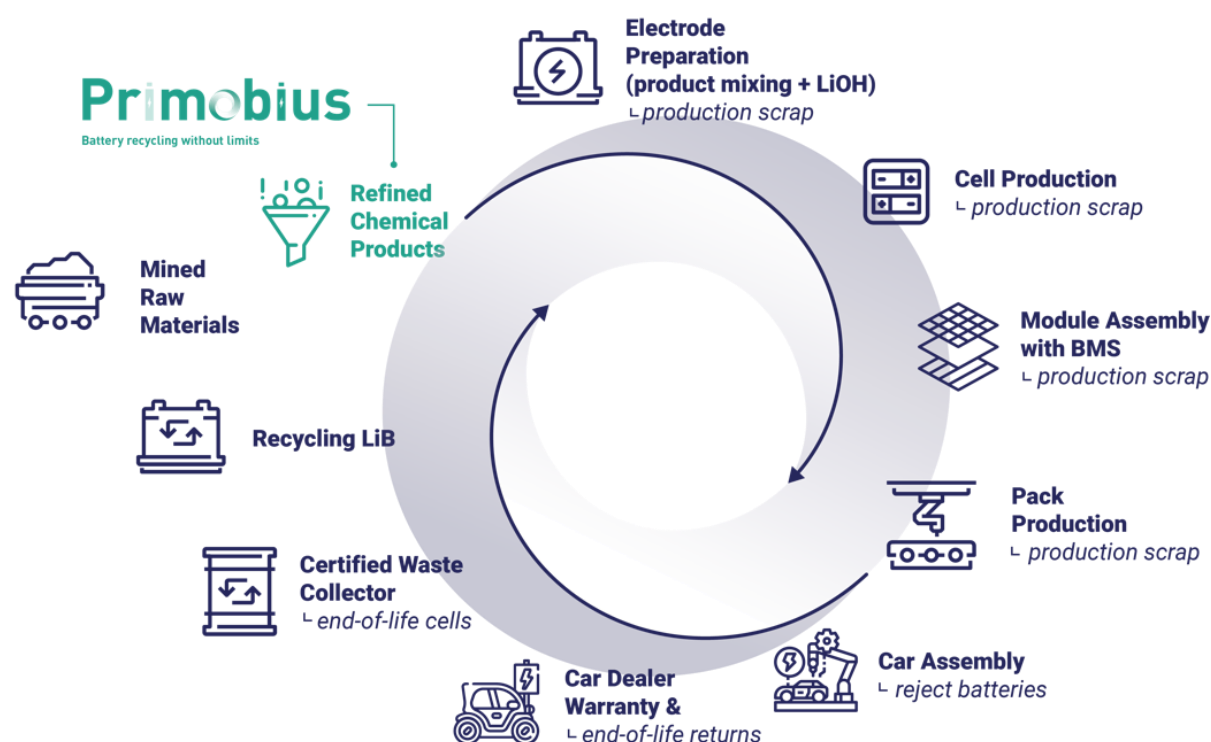 Primobius
Battery recycling without limits
Refined
Chemical
Products
Electrode
Preparation
(product mixing + LiOH)
production scrap
Cell Production
production scrap
Module Assembly
with BMS
production scrap
Pack
Production
production scrap
Car Assembly
reject batteries
Car Dealer
Warranty &
end-of-life returns
Certified Waste
Collector
end-of-life cells
Recycling LiB
Mined
Raw
Materials